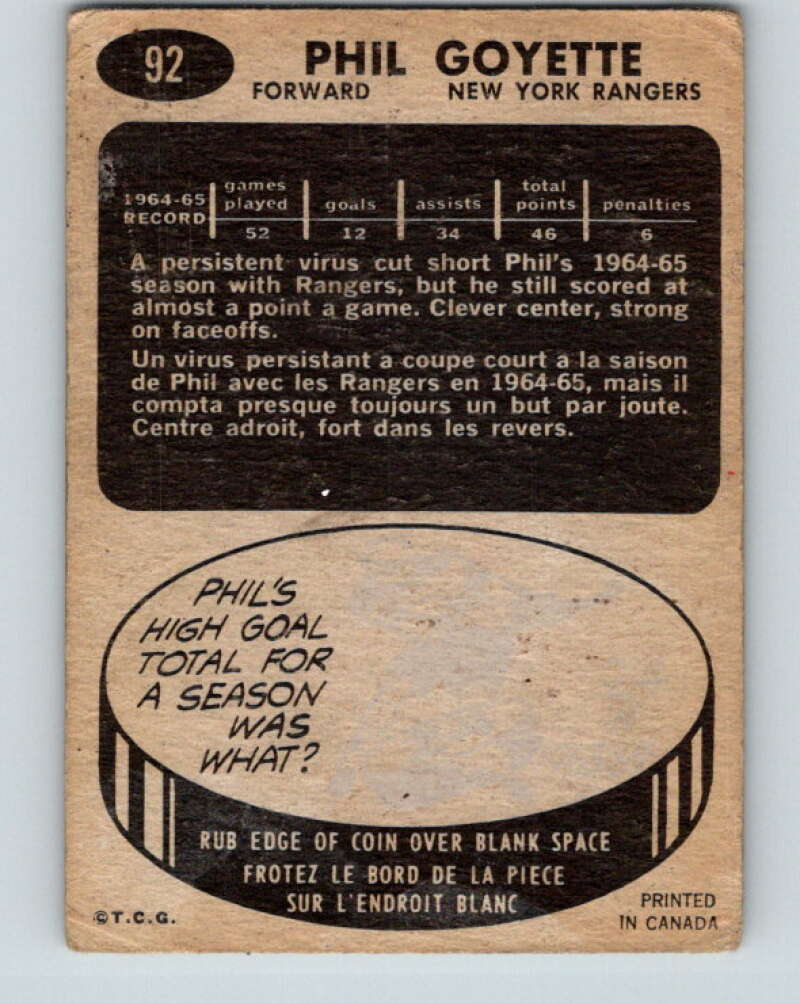 92
PHIL GOYETTE
FORWARD NEW YORK RANGERS
1964-65 RECORD
games played goals assists total points penalties
52 12 34 46 6
A persistent virus cut short Phil's 1964-65
season with Rangers, but he still scored at
almost a point a game. Clever center, strong
on faceoffs.
Un virus persistant a coupe court a la saison
de Phil avec les Rangers en 1964-65, mais il
compta presque toujours un but par joute.
Centre adroit, fort dans les revers.
PHIL'S
HIGH GOAL
TOTAL FOR
A SEASON
WAS
WHAT?
RUB EDGE OF COIN OVER BLANK SPACE
FROTEZ LE BORD DE LA PIECE
SUR L'ENDROIT BLANC
©T.C.G.
PRINTED
IN CANADA